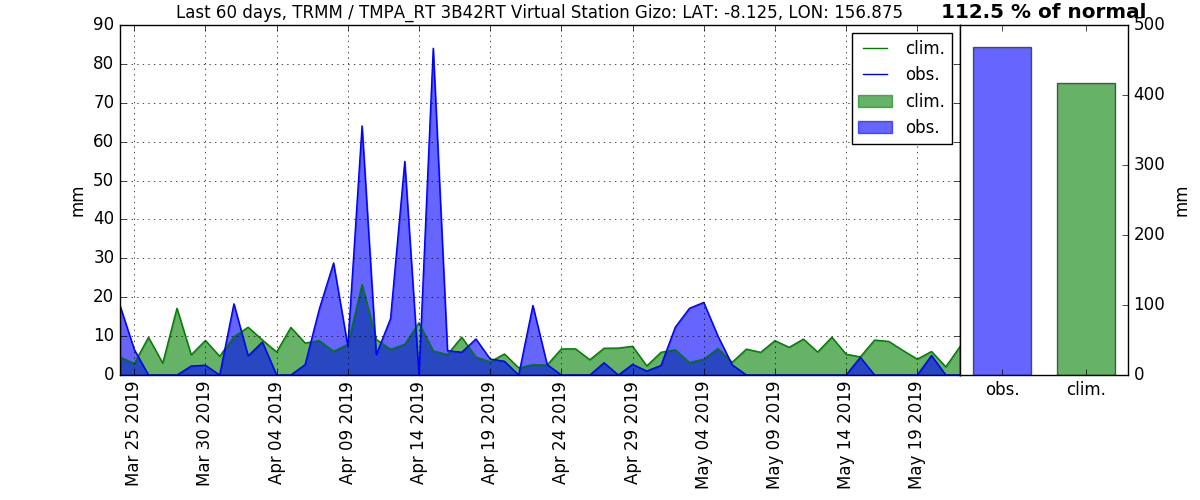 Last 60 days, TRMM / TMPA_RT 3B42RT Virtual Station Gizo: LAT: -8.125, LON: 156.875
112.5 % of normal
90
80
70
60
50
40
30
20
10
0
mm
clim.
obs.
clim.
obs.
Mar 25 2019
Mar 30 2019
Apr 04 2019
Apr 09 2019
Apr 14 2019
Apr 19 2019
Apr 24 2019
Apr 29 2019
May 04 2019
May 09 2019
May 14 2019
May 19 2019
500
400
300
200
100
0
mm
obs.
clim.